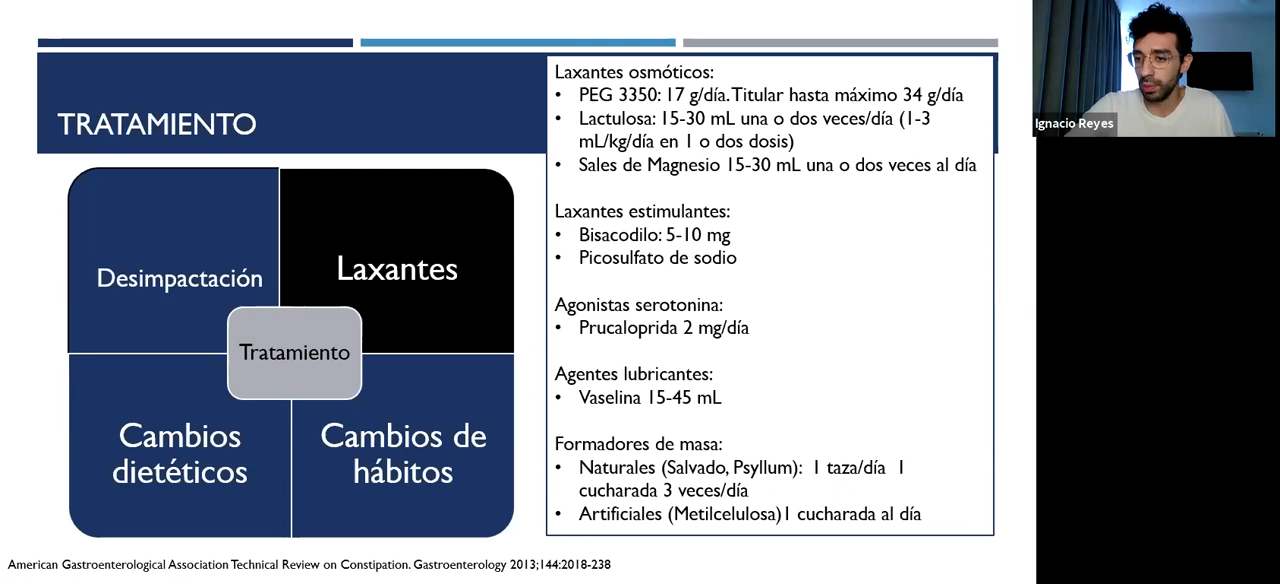 TRATAMIENTO
Desimpactación
Laxantes
Tratamiento
Cambios
dietéticos
Cambios de
hábitos
Laxantes osmóticos:
• PEG 3350: 17 g/día. Titular hasta máximo 34 g/día
• Lactulosa: 15-30 mL una o dos veces/día (1-3
mL/kg/día en 1 o dos dosis)
• Sales de Magnesio 15-30 mL una o dos veces al día
Laxantes estimulantes:
• Bisacodilo: 5-10 mg
• Picosulfato de sodio
Agonistas serotonina:
• Prucaloprida 2 mg/día
Agentes lubricantes:
• Vaselina 15-45 mL
Formadores de masa:
• Naturales (Salvado, Psyllum): 1 taza/día 1
cucharada 3 veces/día
• Artificiales (Metilcelulosa)1 cucharada al día
American Gastroenterological Association Technical Review on Constipation. Gastroenterology 2013;144:2018-238
Ignacio Reyes